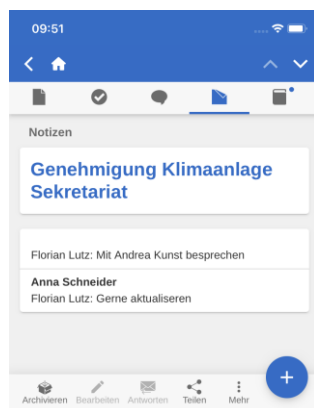 09:51
Notizen
Genehmigung Klimaanlage
Sekretariat
Florian Lutz: Mit Andrea Kunst besprechen
Anna Schneider
Florian Lutz: Gerne aktualiseren
Archivieren Bearbeiten Antworten Teilen Mehr